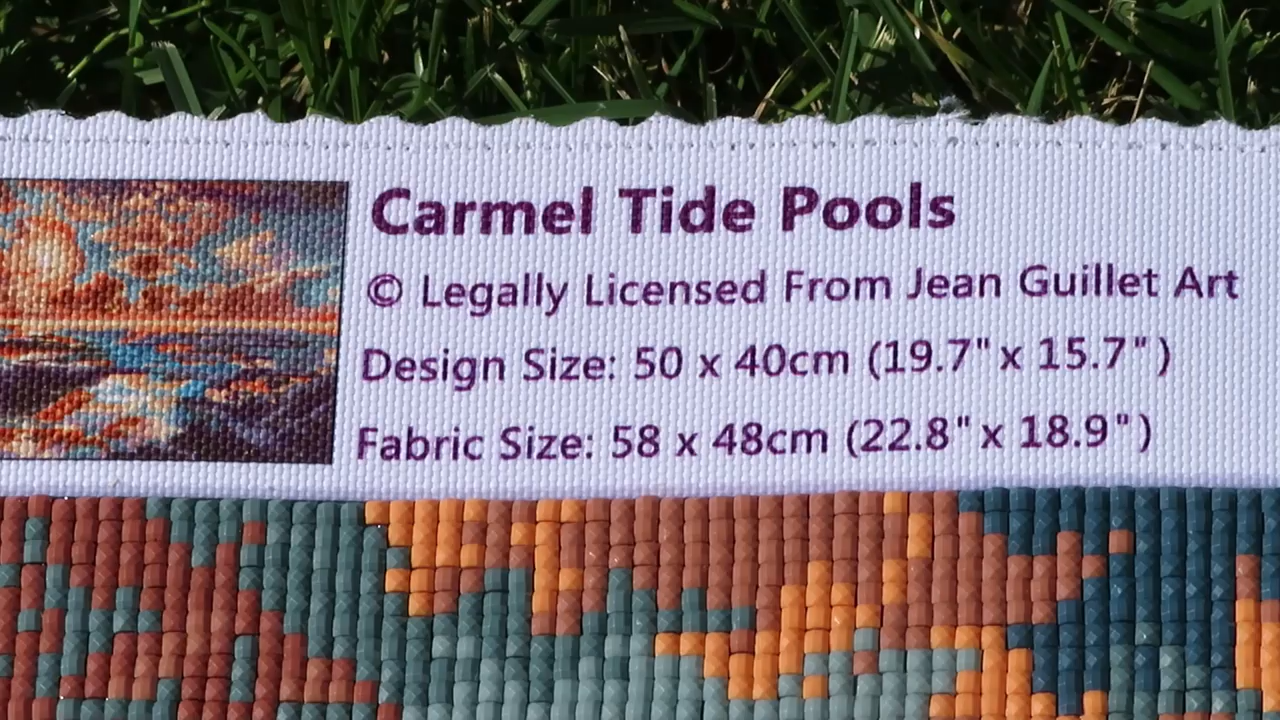 Carmel Tide Pools
© Legally Licensed From Jean Guillet Art
Design Size: 50 x 40cm (19.7" x 15.7")
Fabric Size: 58 x 48cm (22.8" x 18.9")